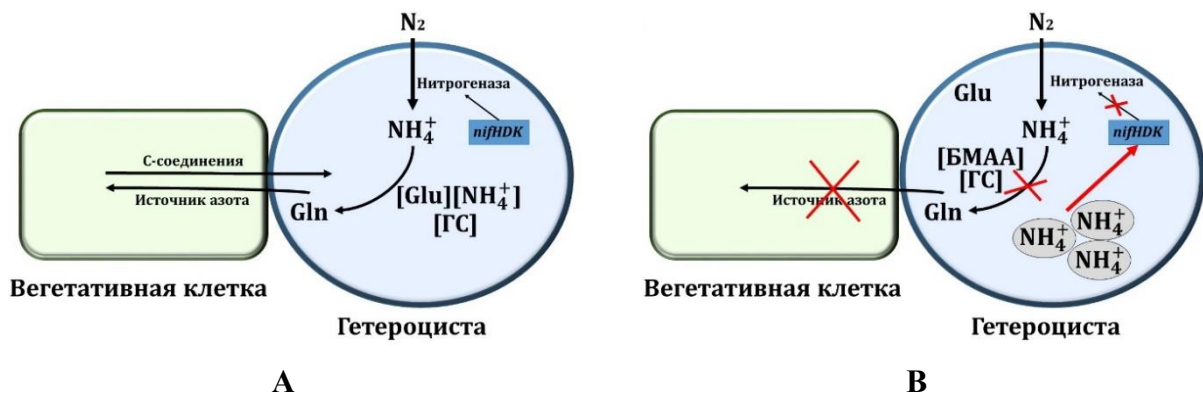 N₂
Нитрогеназа
nifHDK
NH₄⁺
С-соединения
Источник азота
Gln
[Glu][NH₄⁺]
[ГС]
Вегетативная клетка
Гетероциста
А
N₂
Нитрогеназа
Glu
nifHDK
NH₄⁺
[БМАА]
[ГС]
Источник азота
Gln
NH₄⁺
NH₄⁺
NH₄⁺
Вегетативная клетка
Гетероциста
В